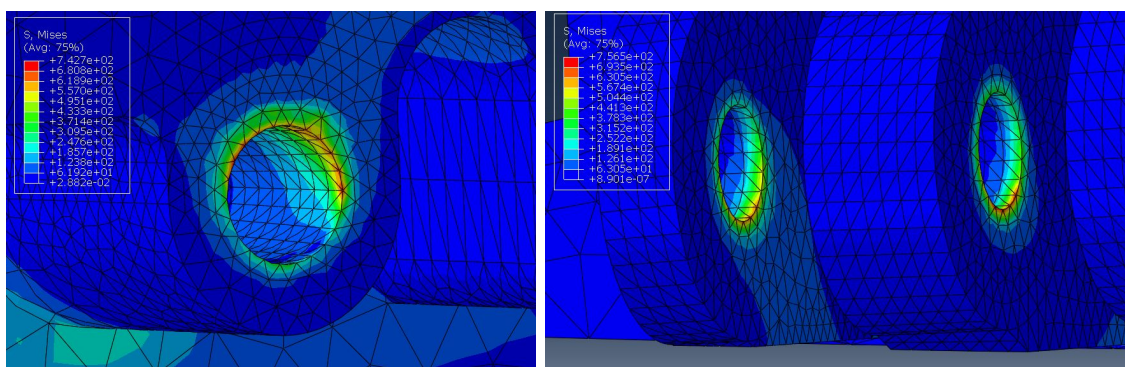 S, Mises
(Avg: 75%)
+7.427e+02
+6.808e+02
+6.189e+02
+5.570e+02
+4.951e+02
+4.333e+02
+3.714e+02
+3.095e+02
+2.476e+02
+1.857e+02
+1.238e+02
+6.192e+01
+2.882e-02
S, Mises
(Avg: 75%)
+7.565e+02
+6.935e+02
+6.305e+02
+5.674e+02
+5.044e+02
+4.413e+02
+3.783e+02
+3.152e+02
+2.522e+02
+1.891e+02
+1.261e+02
+6.305e+01
+8.901e-07